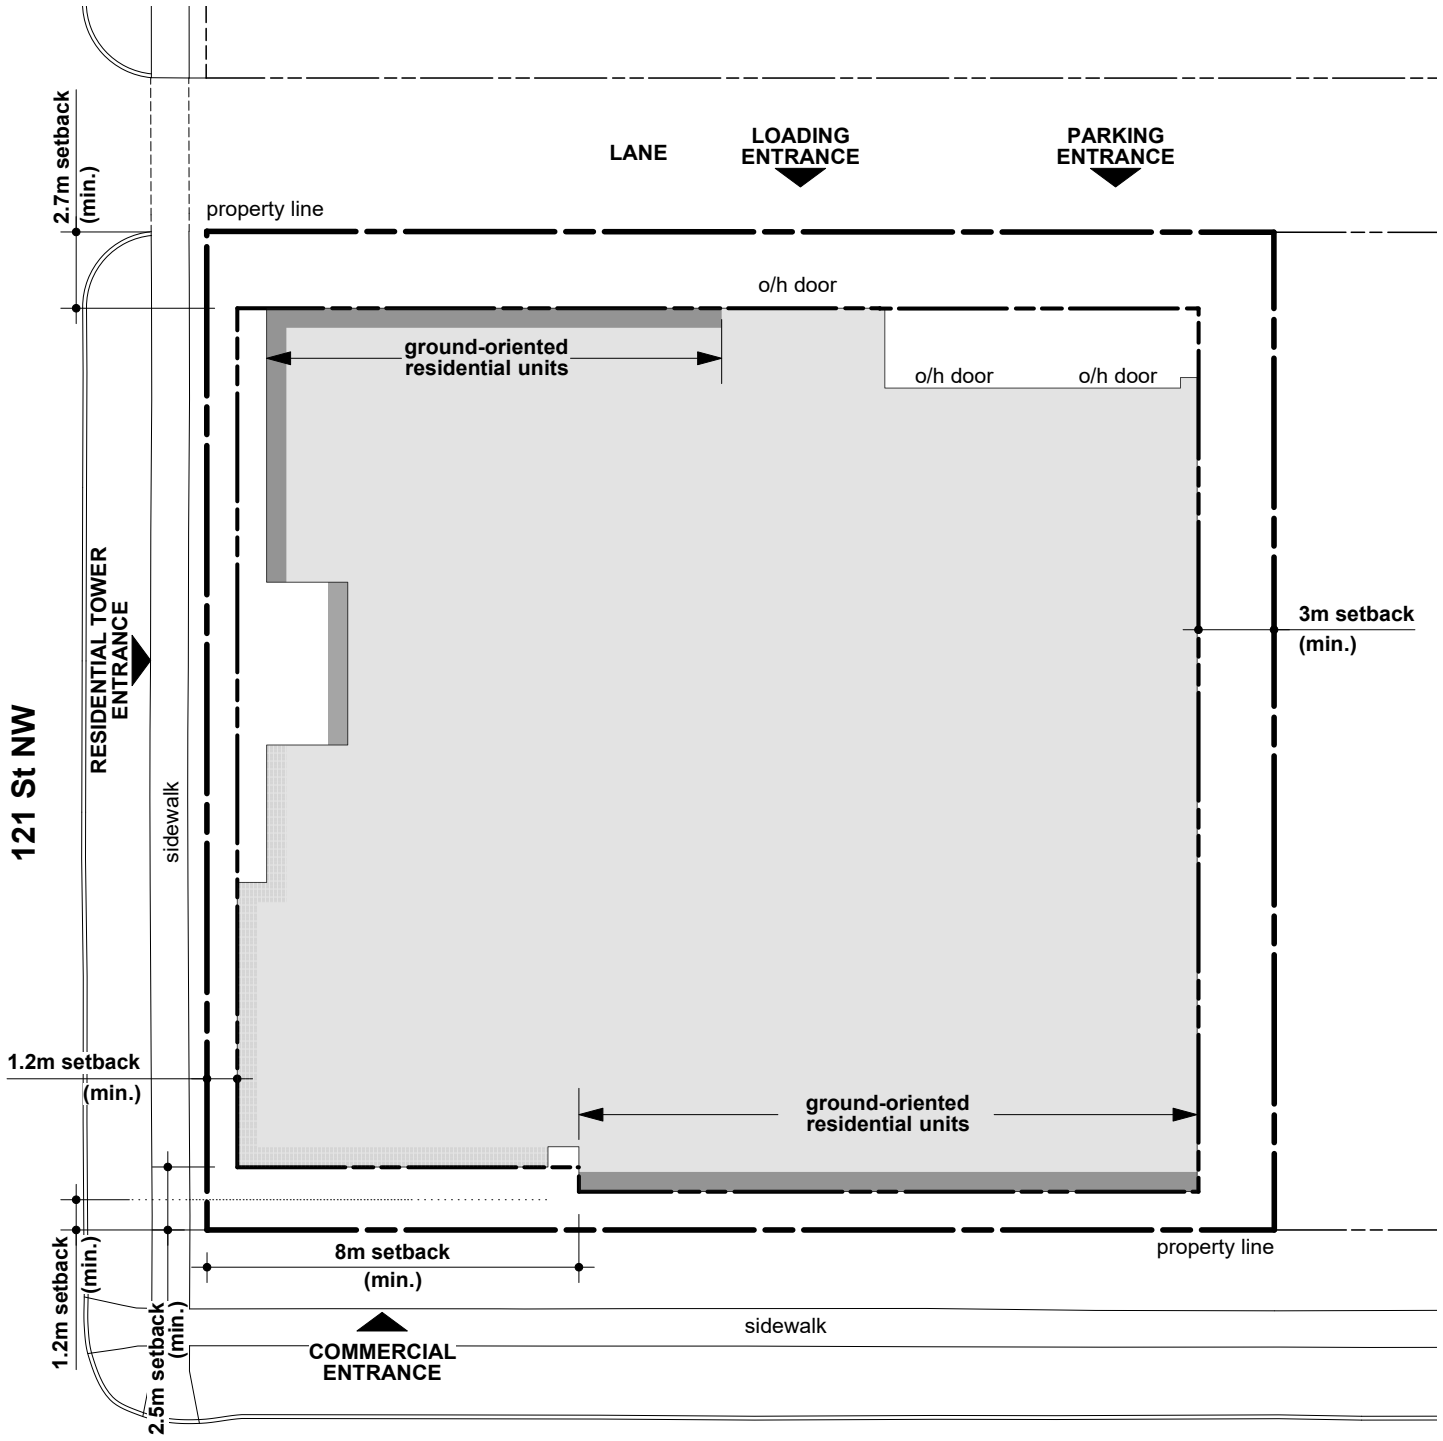 2.7m setback
(min.)
LANE
LOADING
ENTRANCE
PARKING
ENTRANCE
property line
o/h door
ground-oriented
residential units
o/h door
o/h door
RESIDENTIAL TOWER
ENTRANCE
3m setback
(min.)
121 St NW
sidewalk
1.2m setback
(min.)
ground-oriented
residential units
1.2m setback
(min.)
8m setback
(min.)
property line
2.5m setback
(min.)
sidewalk
COMMERCIAL
ENTRANCE